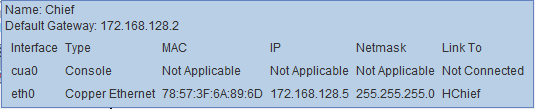 Name: Chief
Default Gateway: 172.168.128.2
Interface Type MAC IP Netmask Link To
cua0 Console Not Applicable Not Applicable Not Applicable Not Connected
eth0 Copper Ethernet 78:57:3F:6A:89:6D 172.168.128.5 255.255.255.0 HChief